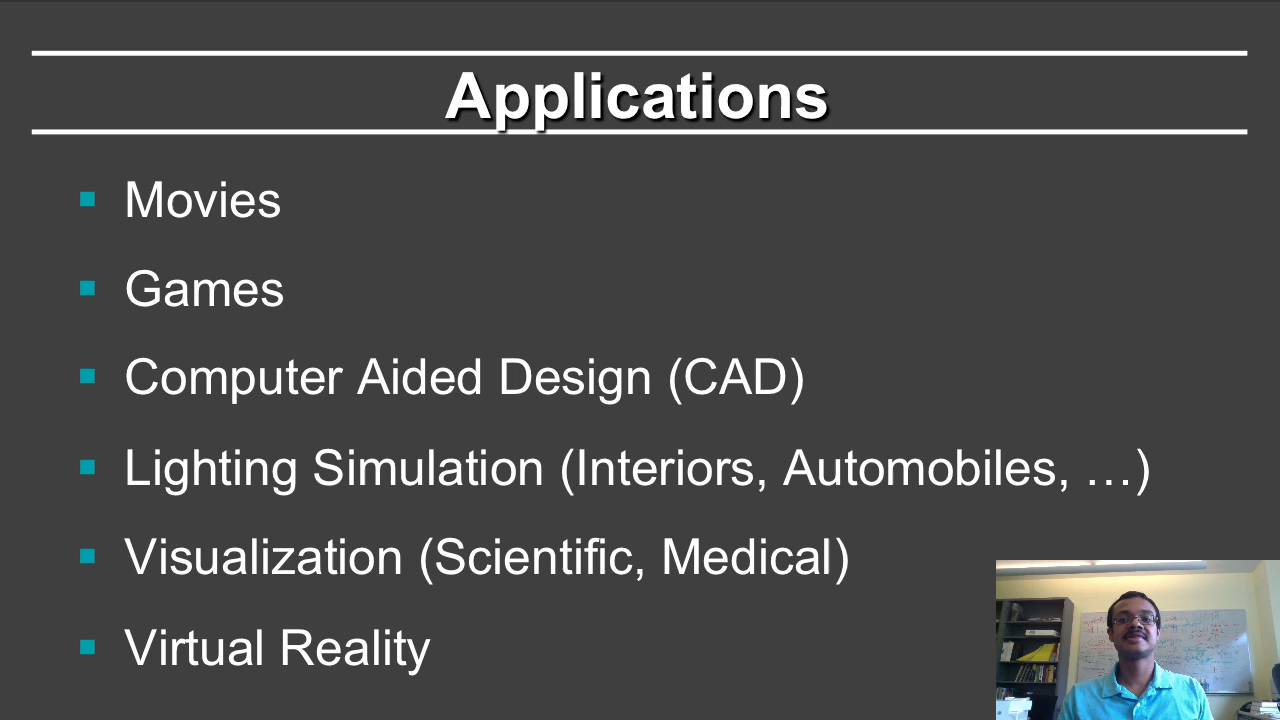 Applications
Movies
Games
Computer Aided Design (CAD)
Lighting Simulation (Interiors, Automobiles, …)
Visualization (Scientific, Medical)
Virtual Reality